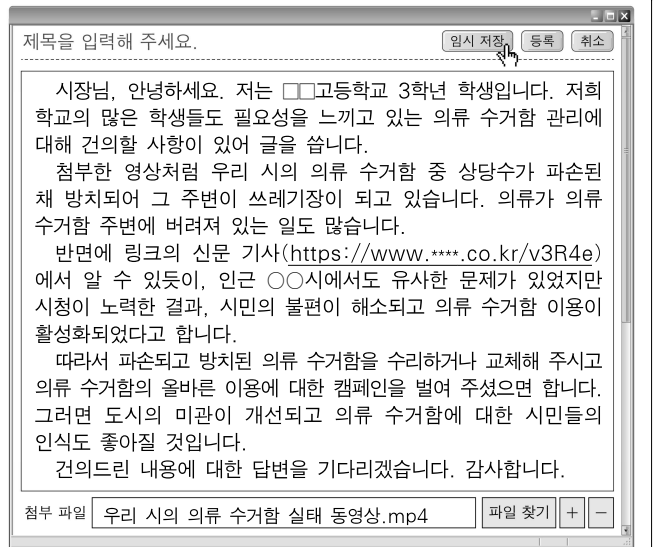 제목을 입력해 주세요.
임시 저장 등록 취소
시장님, 안녕하세요. 저는 □□고등학교 3학년 학생입니다. 저희
학교의 많은 학생들도 필요성을 느끼고 있는 의류 수거함 관리에
대해 건의할 사항이 있어 글을 씁니다.
첨부한 영상처럼 우리 시의 의류 수거함 중 상당수가 파손된
채 방치되어 그 주변이 쓰레기장이 되고 있습니다. 의류가 의류
수거함 주변에 버려져 있는 일도 많습니다.
반면에 링크의 신문 기사(https://www.****.co.kr/v3R4e)
에서 알 수 있듯이, 인근 ○○시에서도 유사한 문제가 있었지만
시청이 노력한 결과, 시민의 불편이 해소되고 의류 수거함 이용이
활성화되었다고 합니다.
따라서 파손되고 방치된 의류 수거함을 수리하거나 교체해 주시고
의류 수거함의 올바른 이용에 대한 캠페인을 벌여 주셨으면 합니다.
그러면 도시의 미관이 개선되고 의류 수거함에 대한 시민들의
인식도 좋아질 것입니다.
건의드린 내용에 대한 답변을 기다리겠습니다. 감사합니다.
첨부 파일 우리 시의 의류 수거함 실태 동영상.mp4 파일 찾기 + −